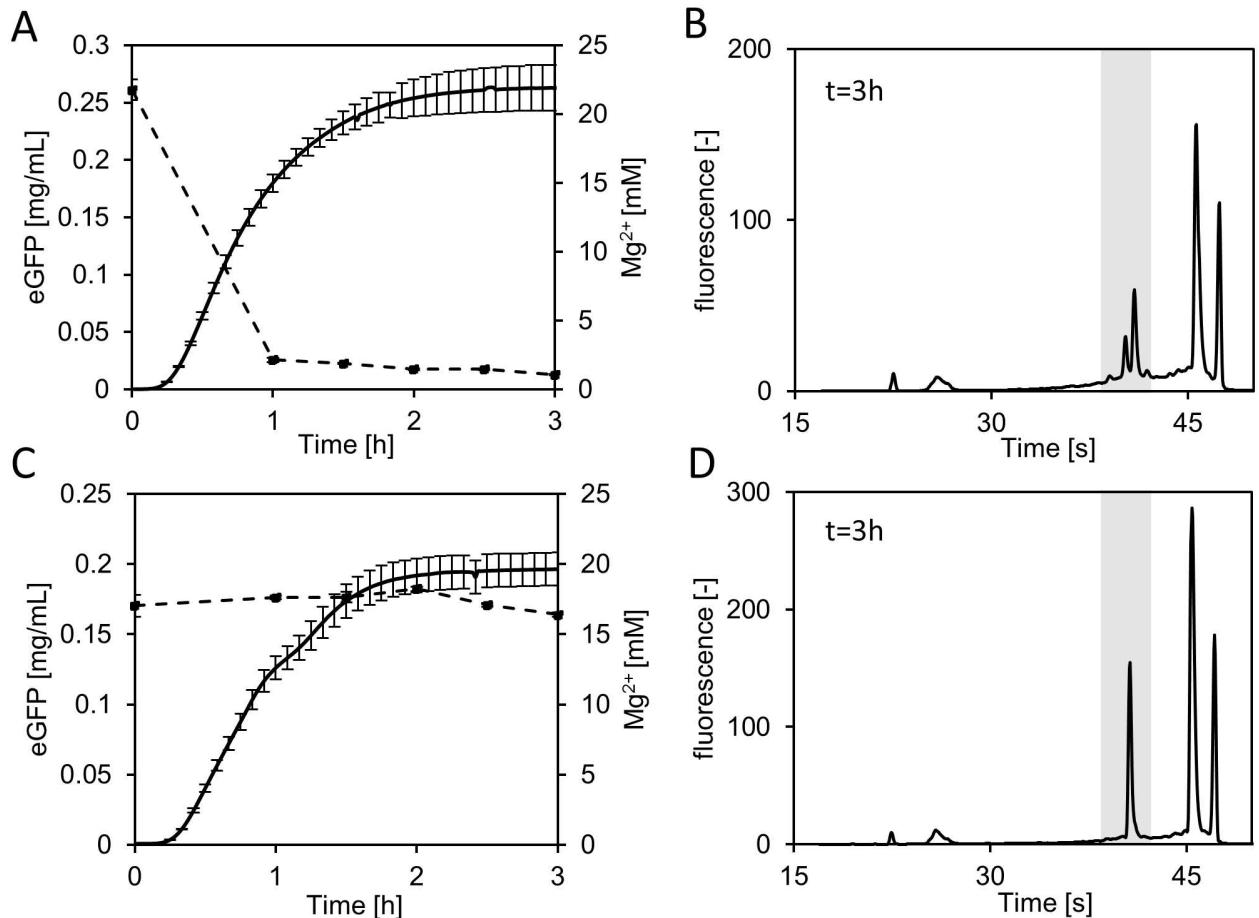 A
0.3
0.25
0.2
0.15
0.1
0.05
0
eGFP [mg/mL]
25
20
15
10
5
0
Mg²⁺ [mM]
0 1 2 3
Time [h]
B
200
100
0
fluorescence [-]
t=3h
15 30 45
Time [s]
C
0.25
0.2
0.15
0.1
0.05
0
eGFP [mg/mL]
25
20
15
10
5
0
Mg²⁺ [mM]
0 1 2 3
Time [h]
D
300
200
100
0
fluorescence [-]
t=3h
15 30 45
Time [s]